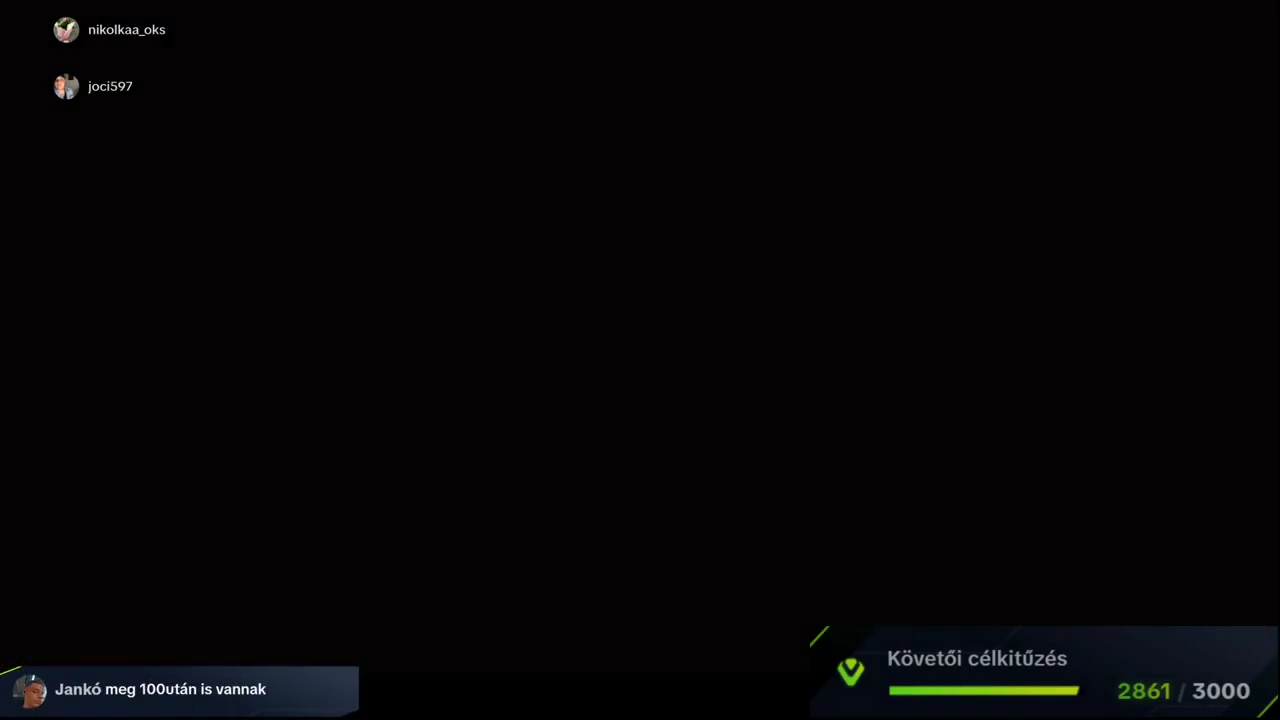 nikolkaa_oks
joci597
Követői célkitűzés
Jankó meg 100után is vannak
2861 / 3000